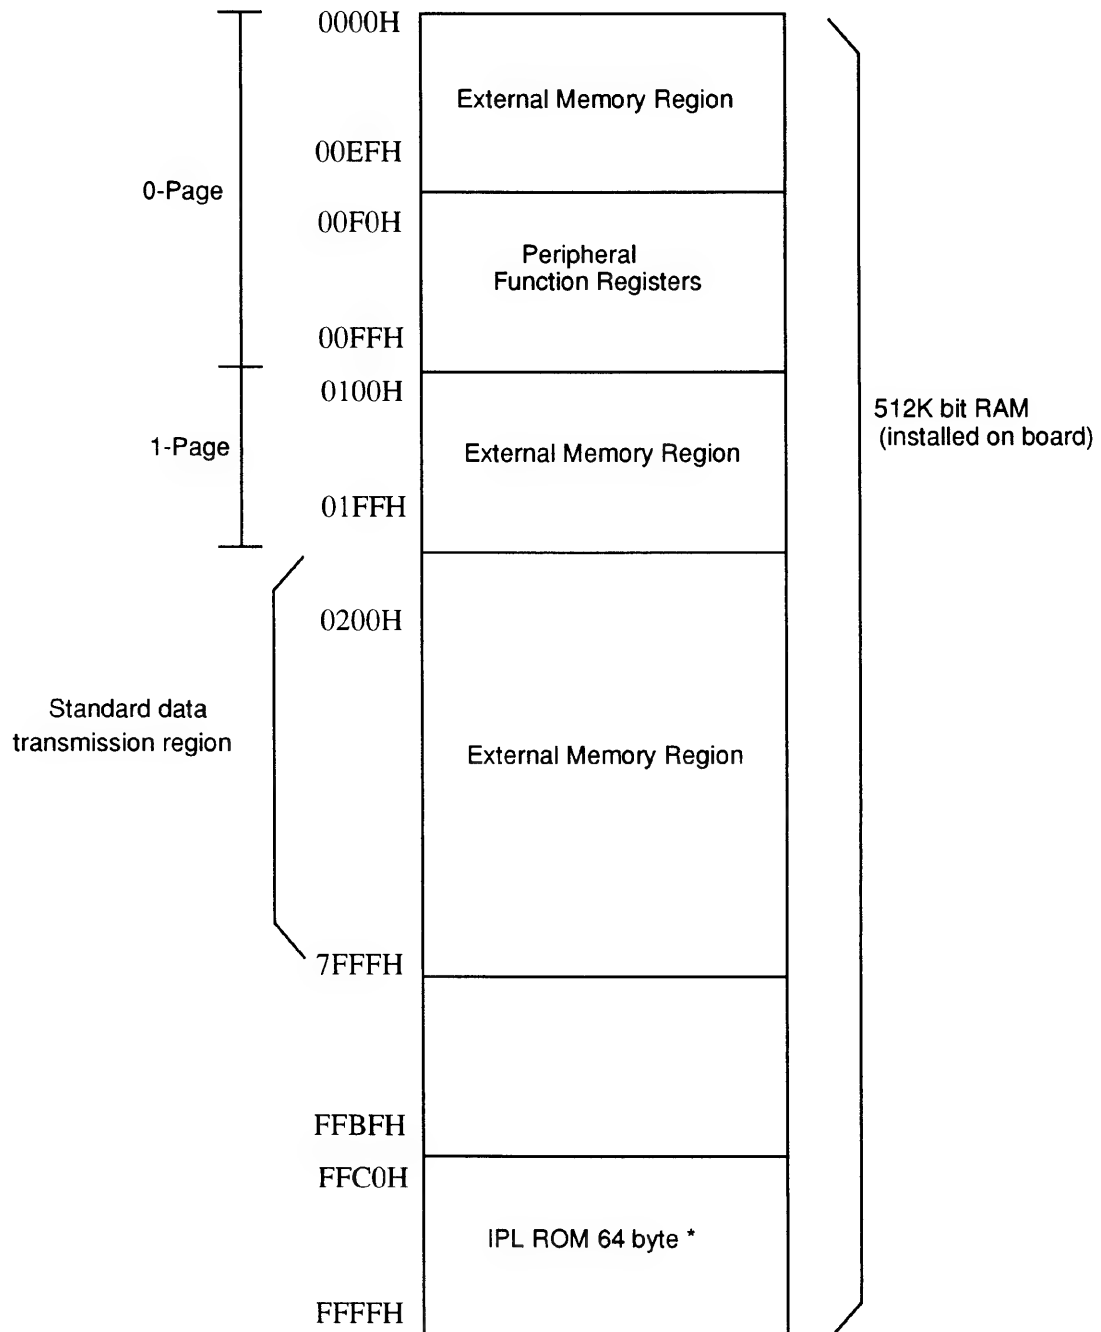 0000H
External Memory Region
00EFH
0-Page
00F0H
Peripheral
Function Registers
00FFH
0100H
512K bit RAM
(installed on board)
1-Page
External Memory Region
01FFH
0200H
Standard data
transmission region
External Memory Region
7FFFH
FFBFH
FFC0H
IPL ROM 64 byte *
FFFFH